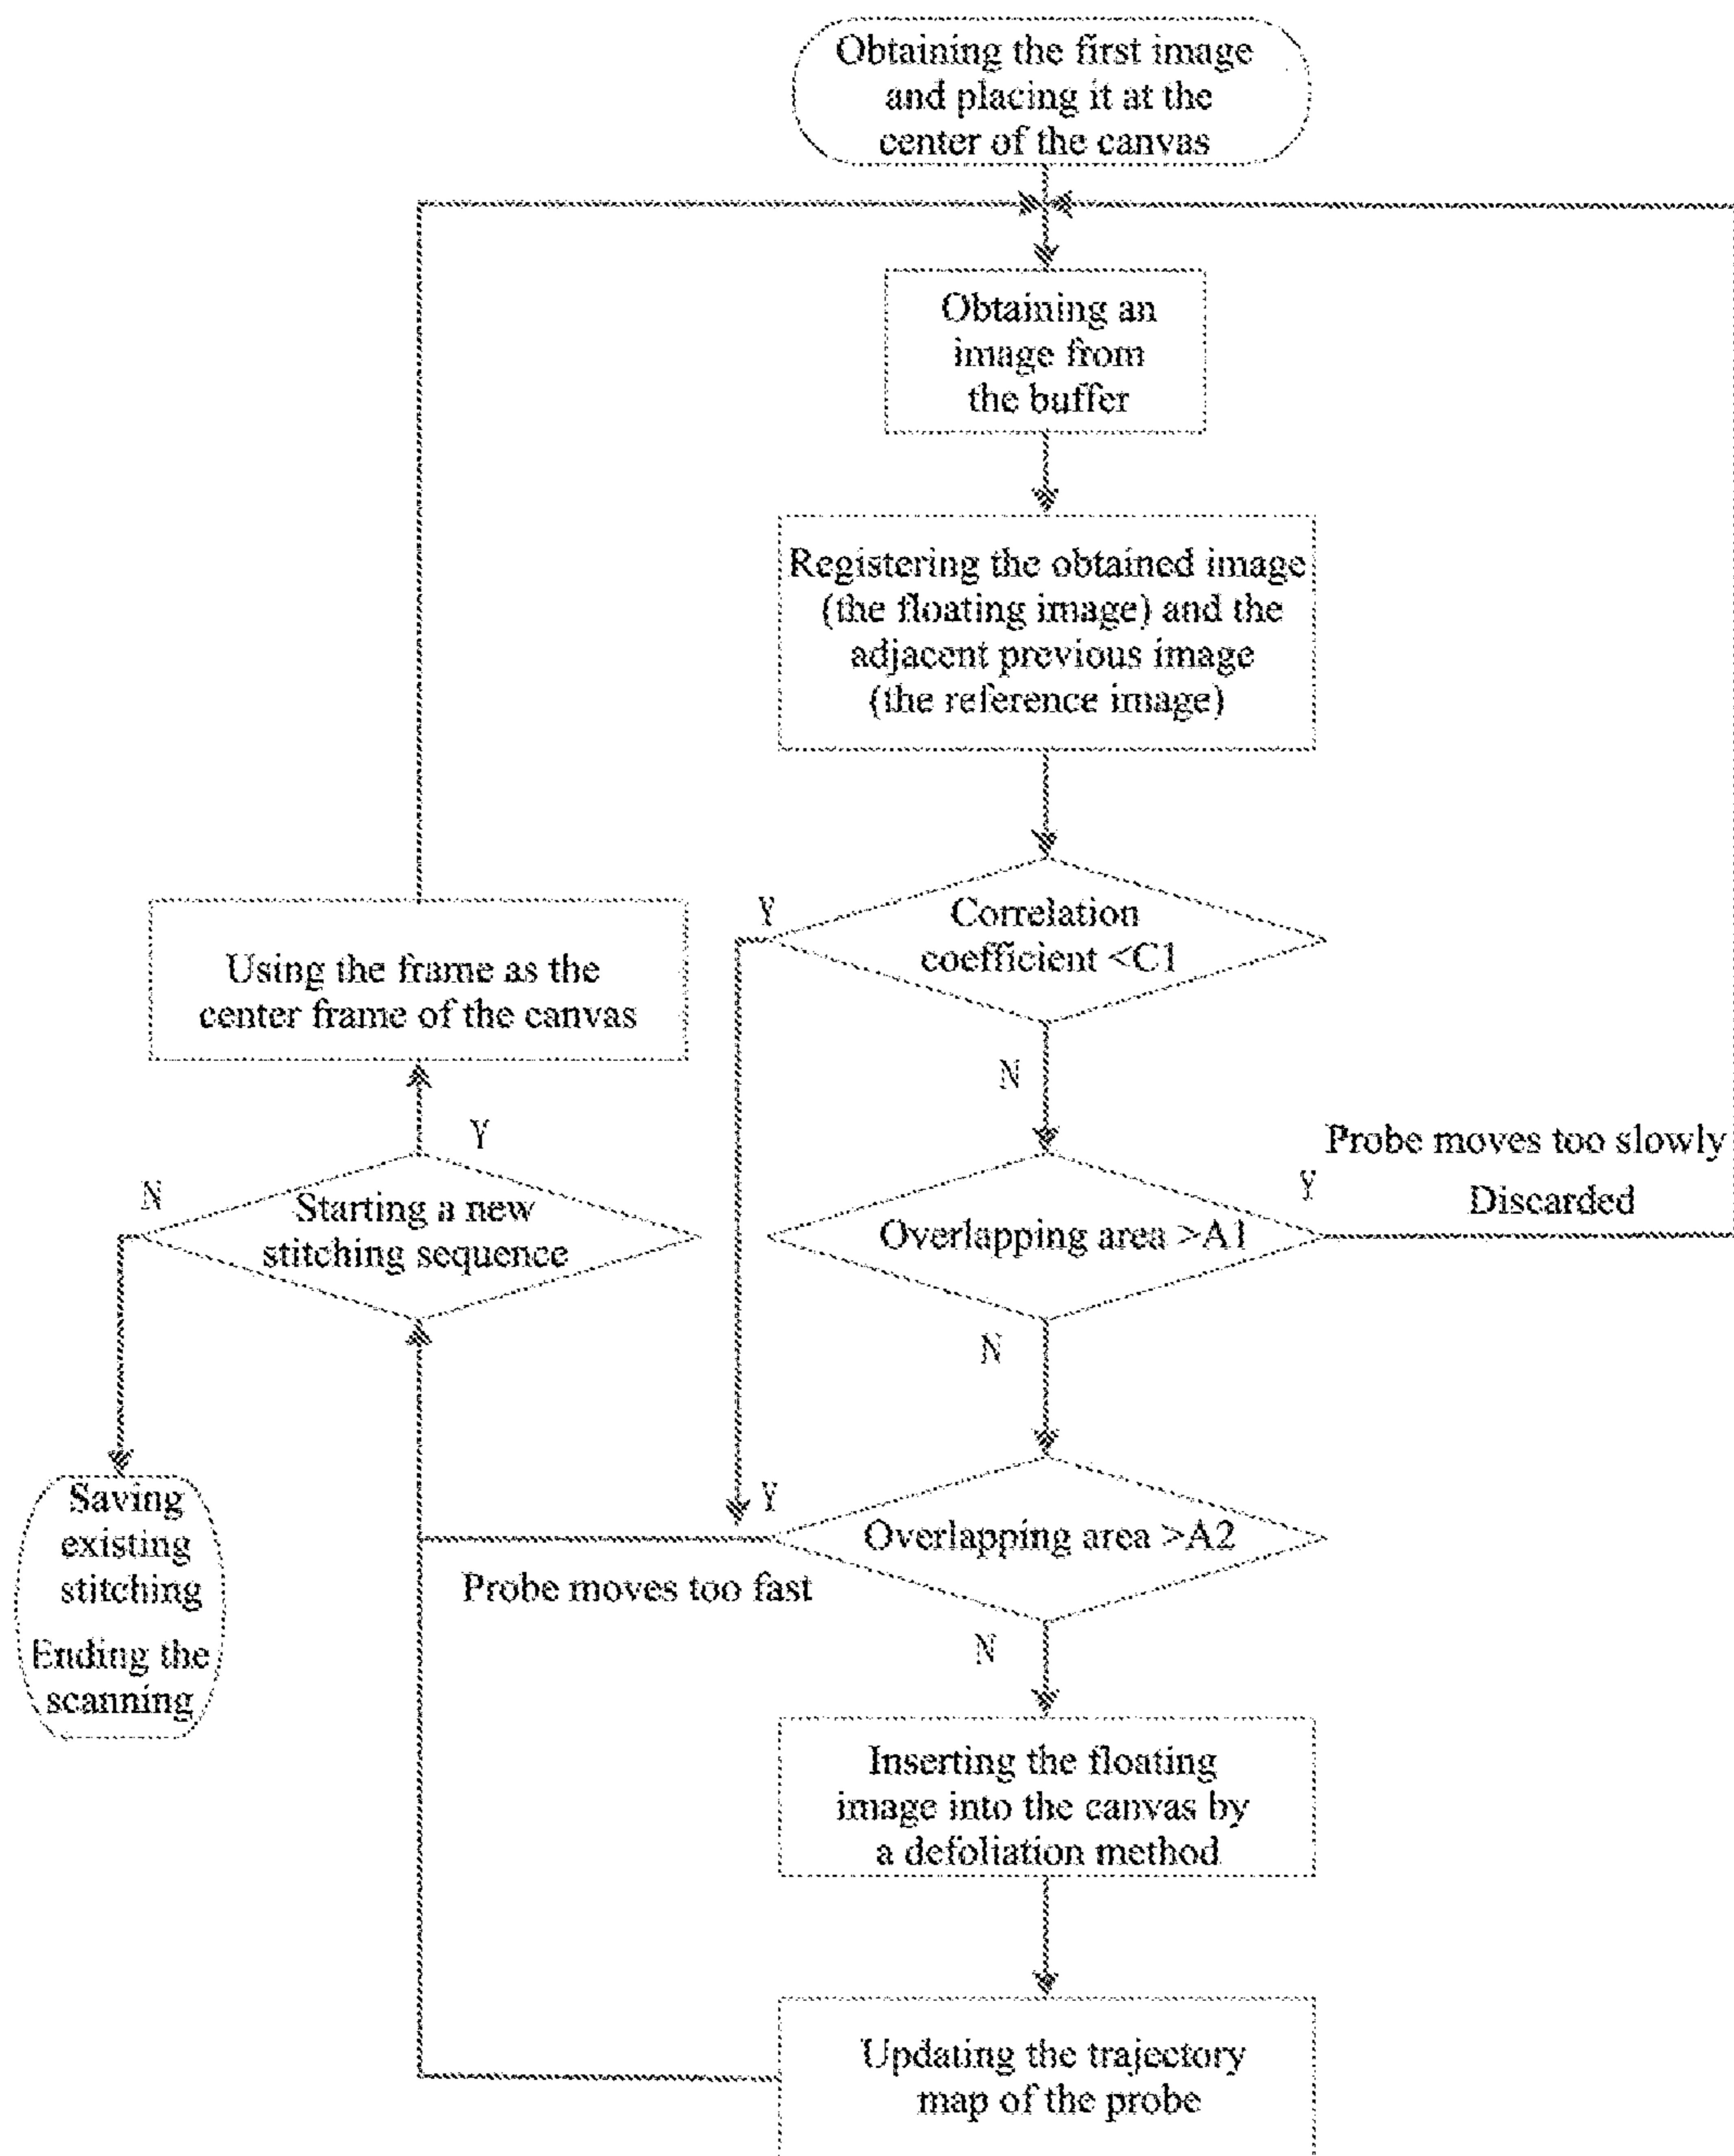 Obtaining the first image
and placing it at the
center of the canvas
Obtaining an
image from
the buffer
Registering the obtained image
(the floating image) and the
adjacent previous image
(the reference image)
Y
Correlation
coefficient <C1
N
Using the frame as the
center frame of the canvas
Y
N
Starting a new
stitching sequence
Probe moves too slowly
Y
Discarded
Overlapping area >A1
N
Saving
existing
stitching
Ending the
scanning
Y
Overlapping area >A2
Probe moves too fast
N
Inserting the floating
image into the canvas by
a defoliation method
Updating the trajectory
map of the probe